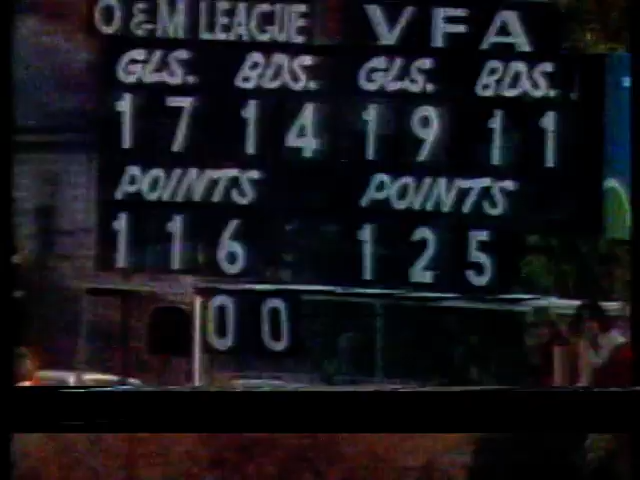 O & M LEAGUE VFA
GLS. BDS. GLS. BDS.
17 14 19 11
POINTS POINTS
116 125
00